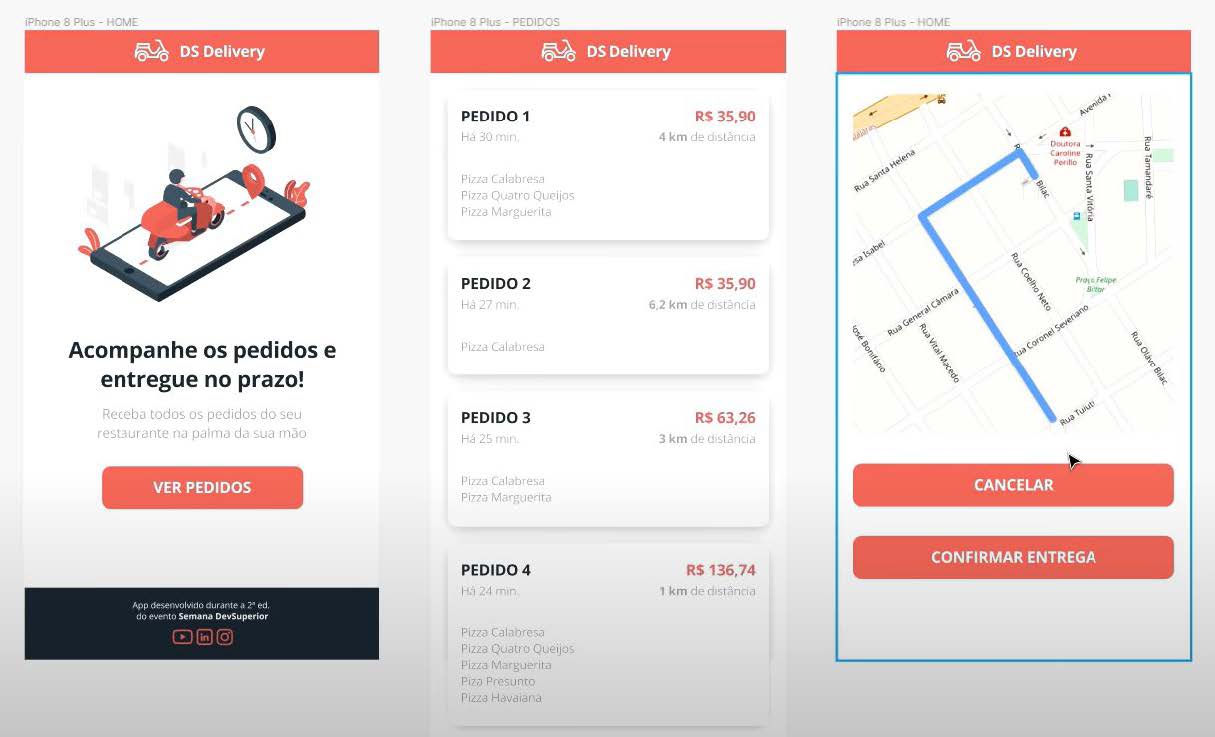 iPhone 8 Plus - HOME
DS Delivery
Acompanhe os pedidos e
entregue no prazo!
Receba todos os pedidos do seu
restaurante na palma da sua mão
VER PEDIDOS
App desenvolvido durante a 2ª ed.
do evento Semana DevSuperior
in
iPhone 8 Plus - PEDIDOS
DS Delivery
PEDIDO 1
R$ 35,90
Há 30 min.
4 km de distância
Pizza Calabresa
Pizza Quatro Queijos
Pizza Marguerita
PEDIDO 2
R$ 35,90
Há 27 min.
6,2 km de distância
Pizza Calabresa
PEDIDO 3
R$ 63,26
Há 25 min.
3 km de distância
Pizza Calabresa
Pizza Marguerita
PEDIDO 4
R$ 136,74
Há 24 min.
1 km de distância
Pizza Calabresa
Pizza Quatro Queijos
Pizza Marguerita
Piza Presunto
Pizza Havaiana
iPhone 8 Plus - HOME
DS Delivery
Avenida
Doutora
Caroline
Perillo
Rua Santa Helena
Rua Santa Vitória
Rua Tamandaré
Bilac
sa Isabel
Rua Coelho Neto
Praça Felipe
Bittar
Rua General Câmara
Rua Coronel Severiano
osé Bonifácio
Rua Vital Macedo
Rua Olavo Bilac
Rua Tuiuti
CANCELAR
CONFIRMAR ENTREGA